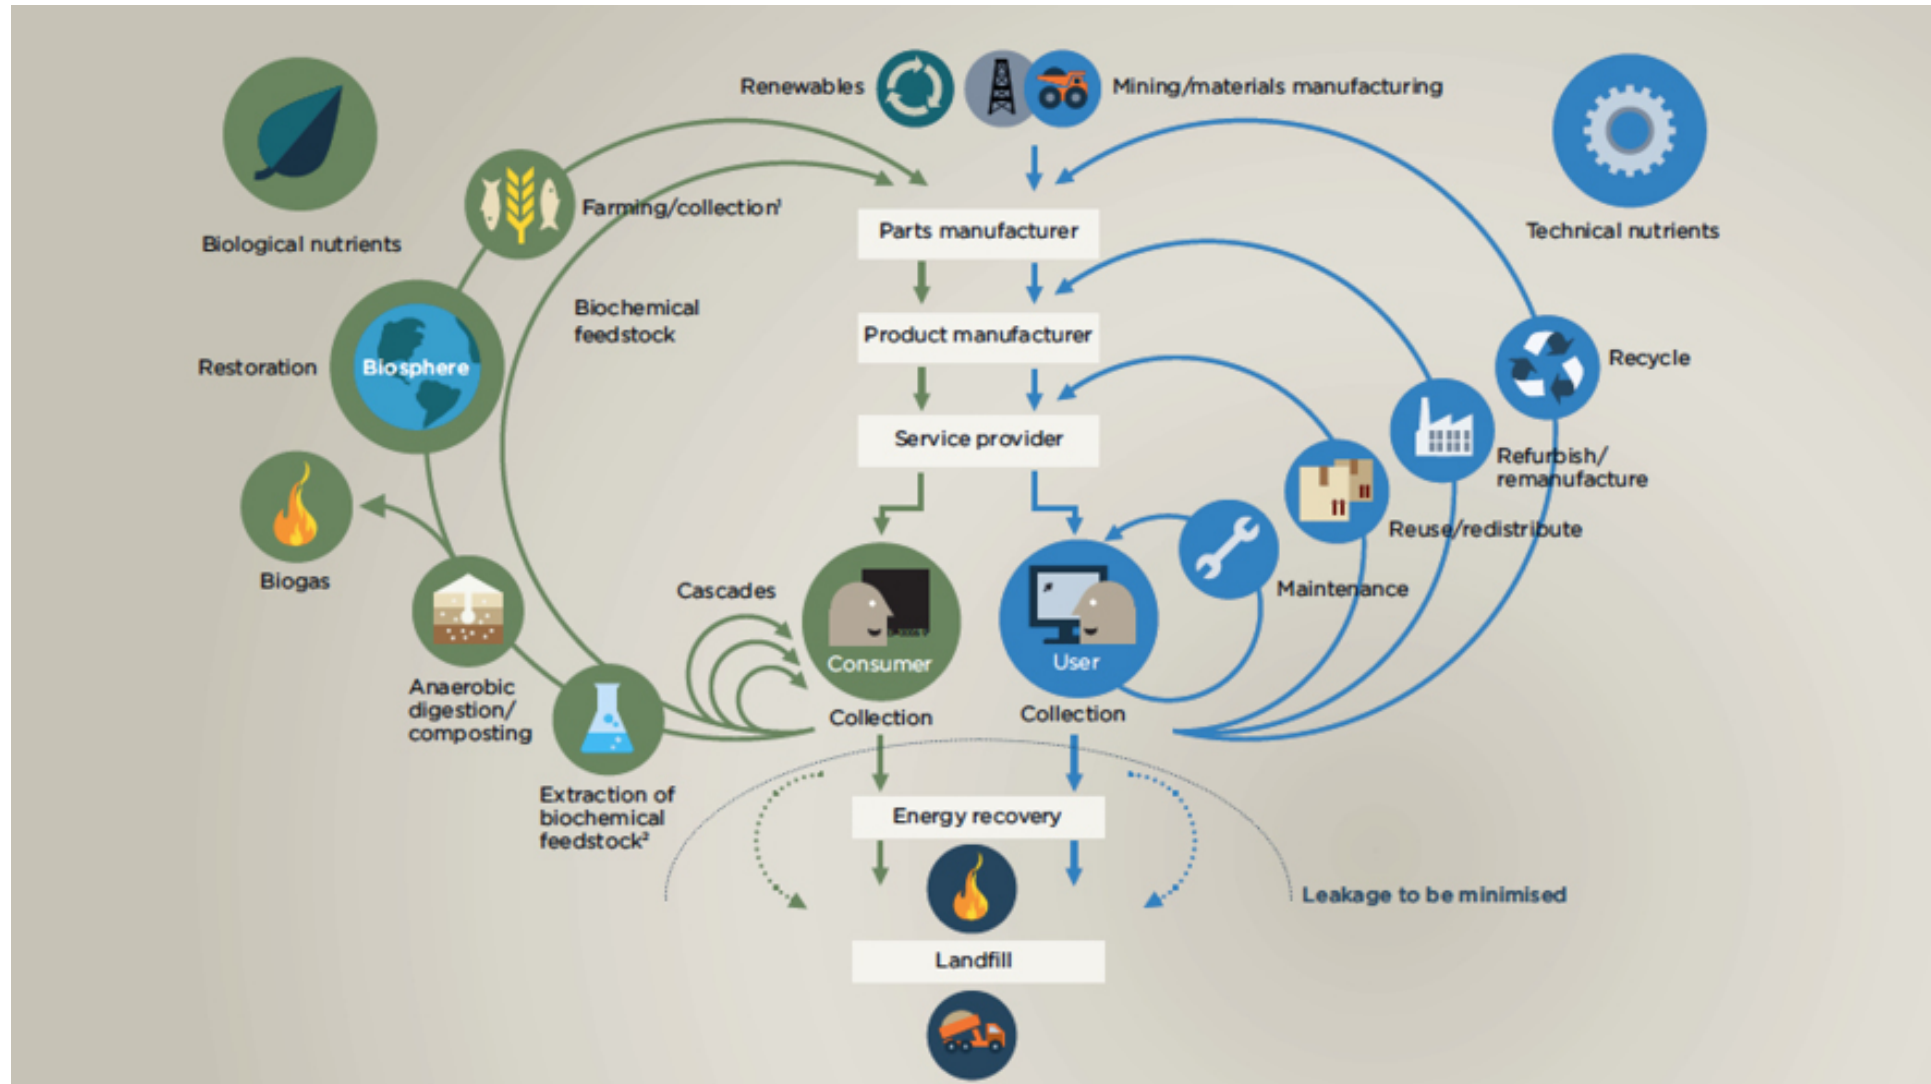 Renewables
Mining/materials manufacturing
Biological nutrients
Technical nutrients
Farming/collection¹
Parts manufacturer
Biochemical
feedstock
Product manufacturer
Restoration
Biosphere
Recycle
Service provider
Refurbish/
remanufacture
Reuse/redistribute
Biogas
Cascades
Maintenance
Consumer
User
Anaerobic
digestion/
composting
Collection
Collection
Extraction of
biochemical
feedstock²
Energy recovery
Leakage to be minimised
Landfill